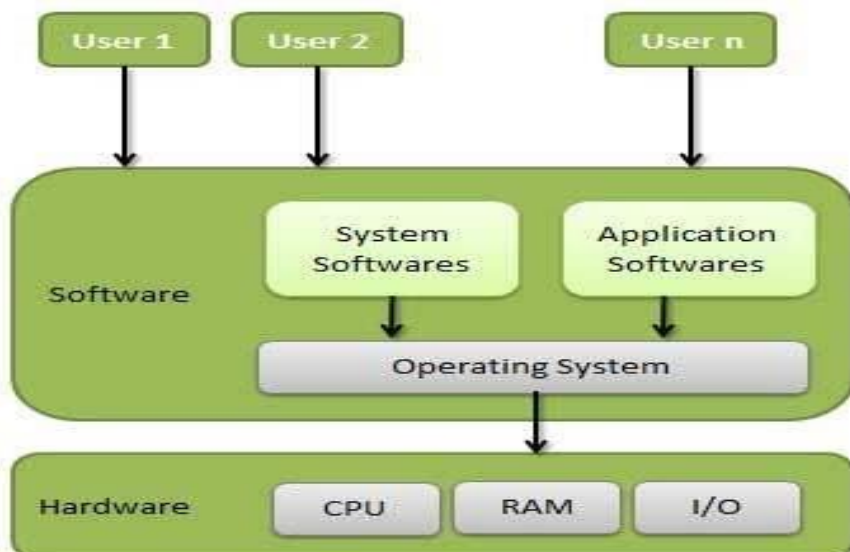 User 1
User 2
User n
System
Softwares
Application
Softwares
Software
Operating System
Hardware
CPU
RAM
I/O